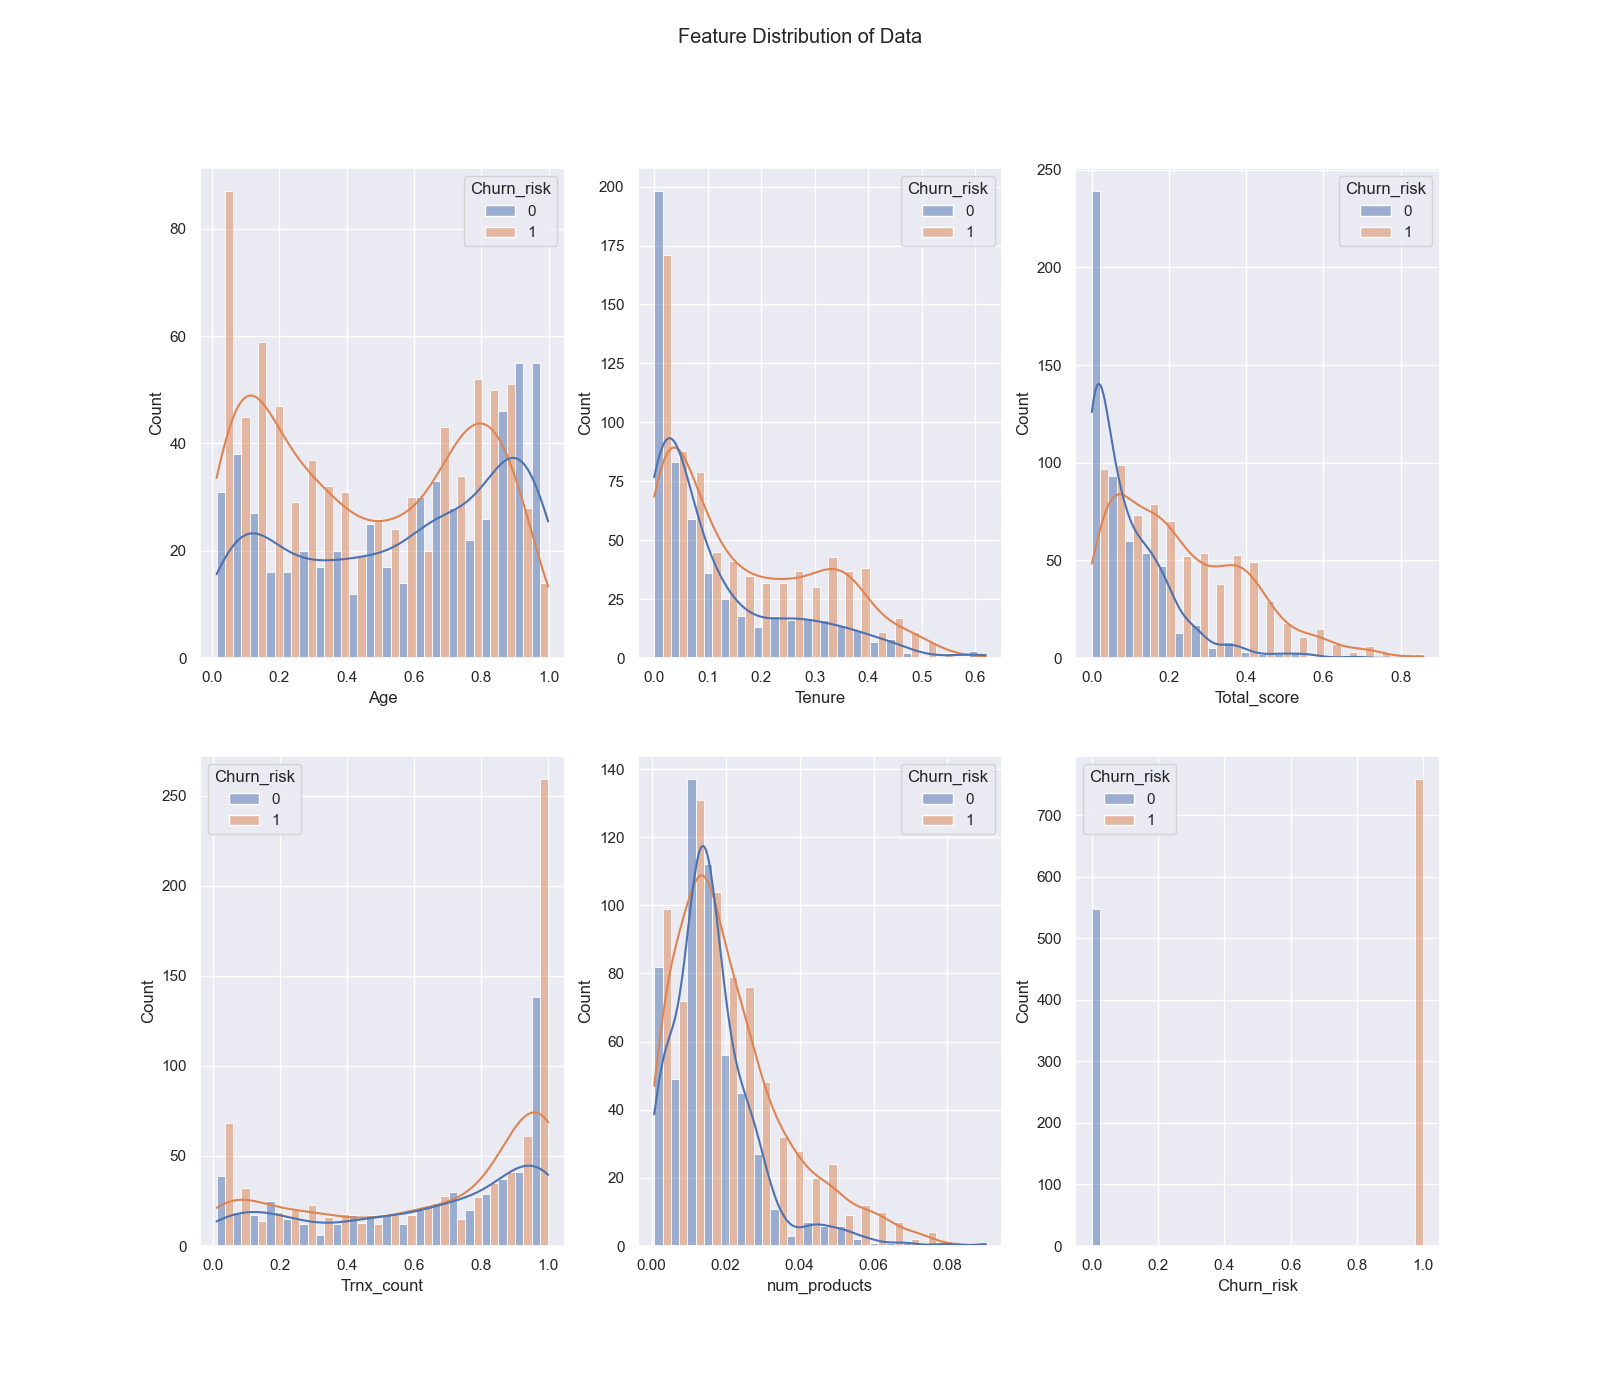 Feature Distribution of Data
Churn_risk
0
1
80
60
40
20
0
Count
0.0 0.2 0.4 0.6 0.8 1.0
Age
Churn_risk
0
1
200
175
150
125
100
75
50
25
0
Count
0.0 0.1 0.2 0.3 0.4 0.5 0.6
Tenure
Churn_risk
0
1
250
200
150
100
50
0
Count
0.0 0.2 0.4 0.6 0.8
Total_score
Churn_risk
0
1
250
200
150
100
50
0
Count
0.0 0.2 0.4 0.6 0.8 1.0
Trnx_count
Churn_risk
0
1
140
120
100
80
60
40
20
0
Count
0.00 0.02 0.04 0.06 0.08
num_products
Churn_risk
0
1
700
600
500
400
300
200
100
0
Count
0.0 0.2 0.4 0.6 0.8 1.0
Churn_risk